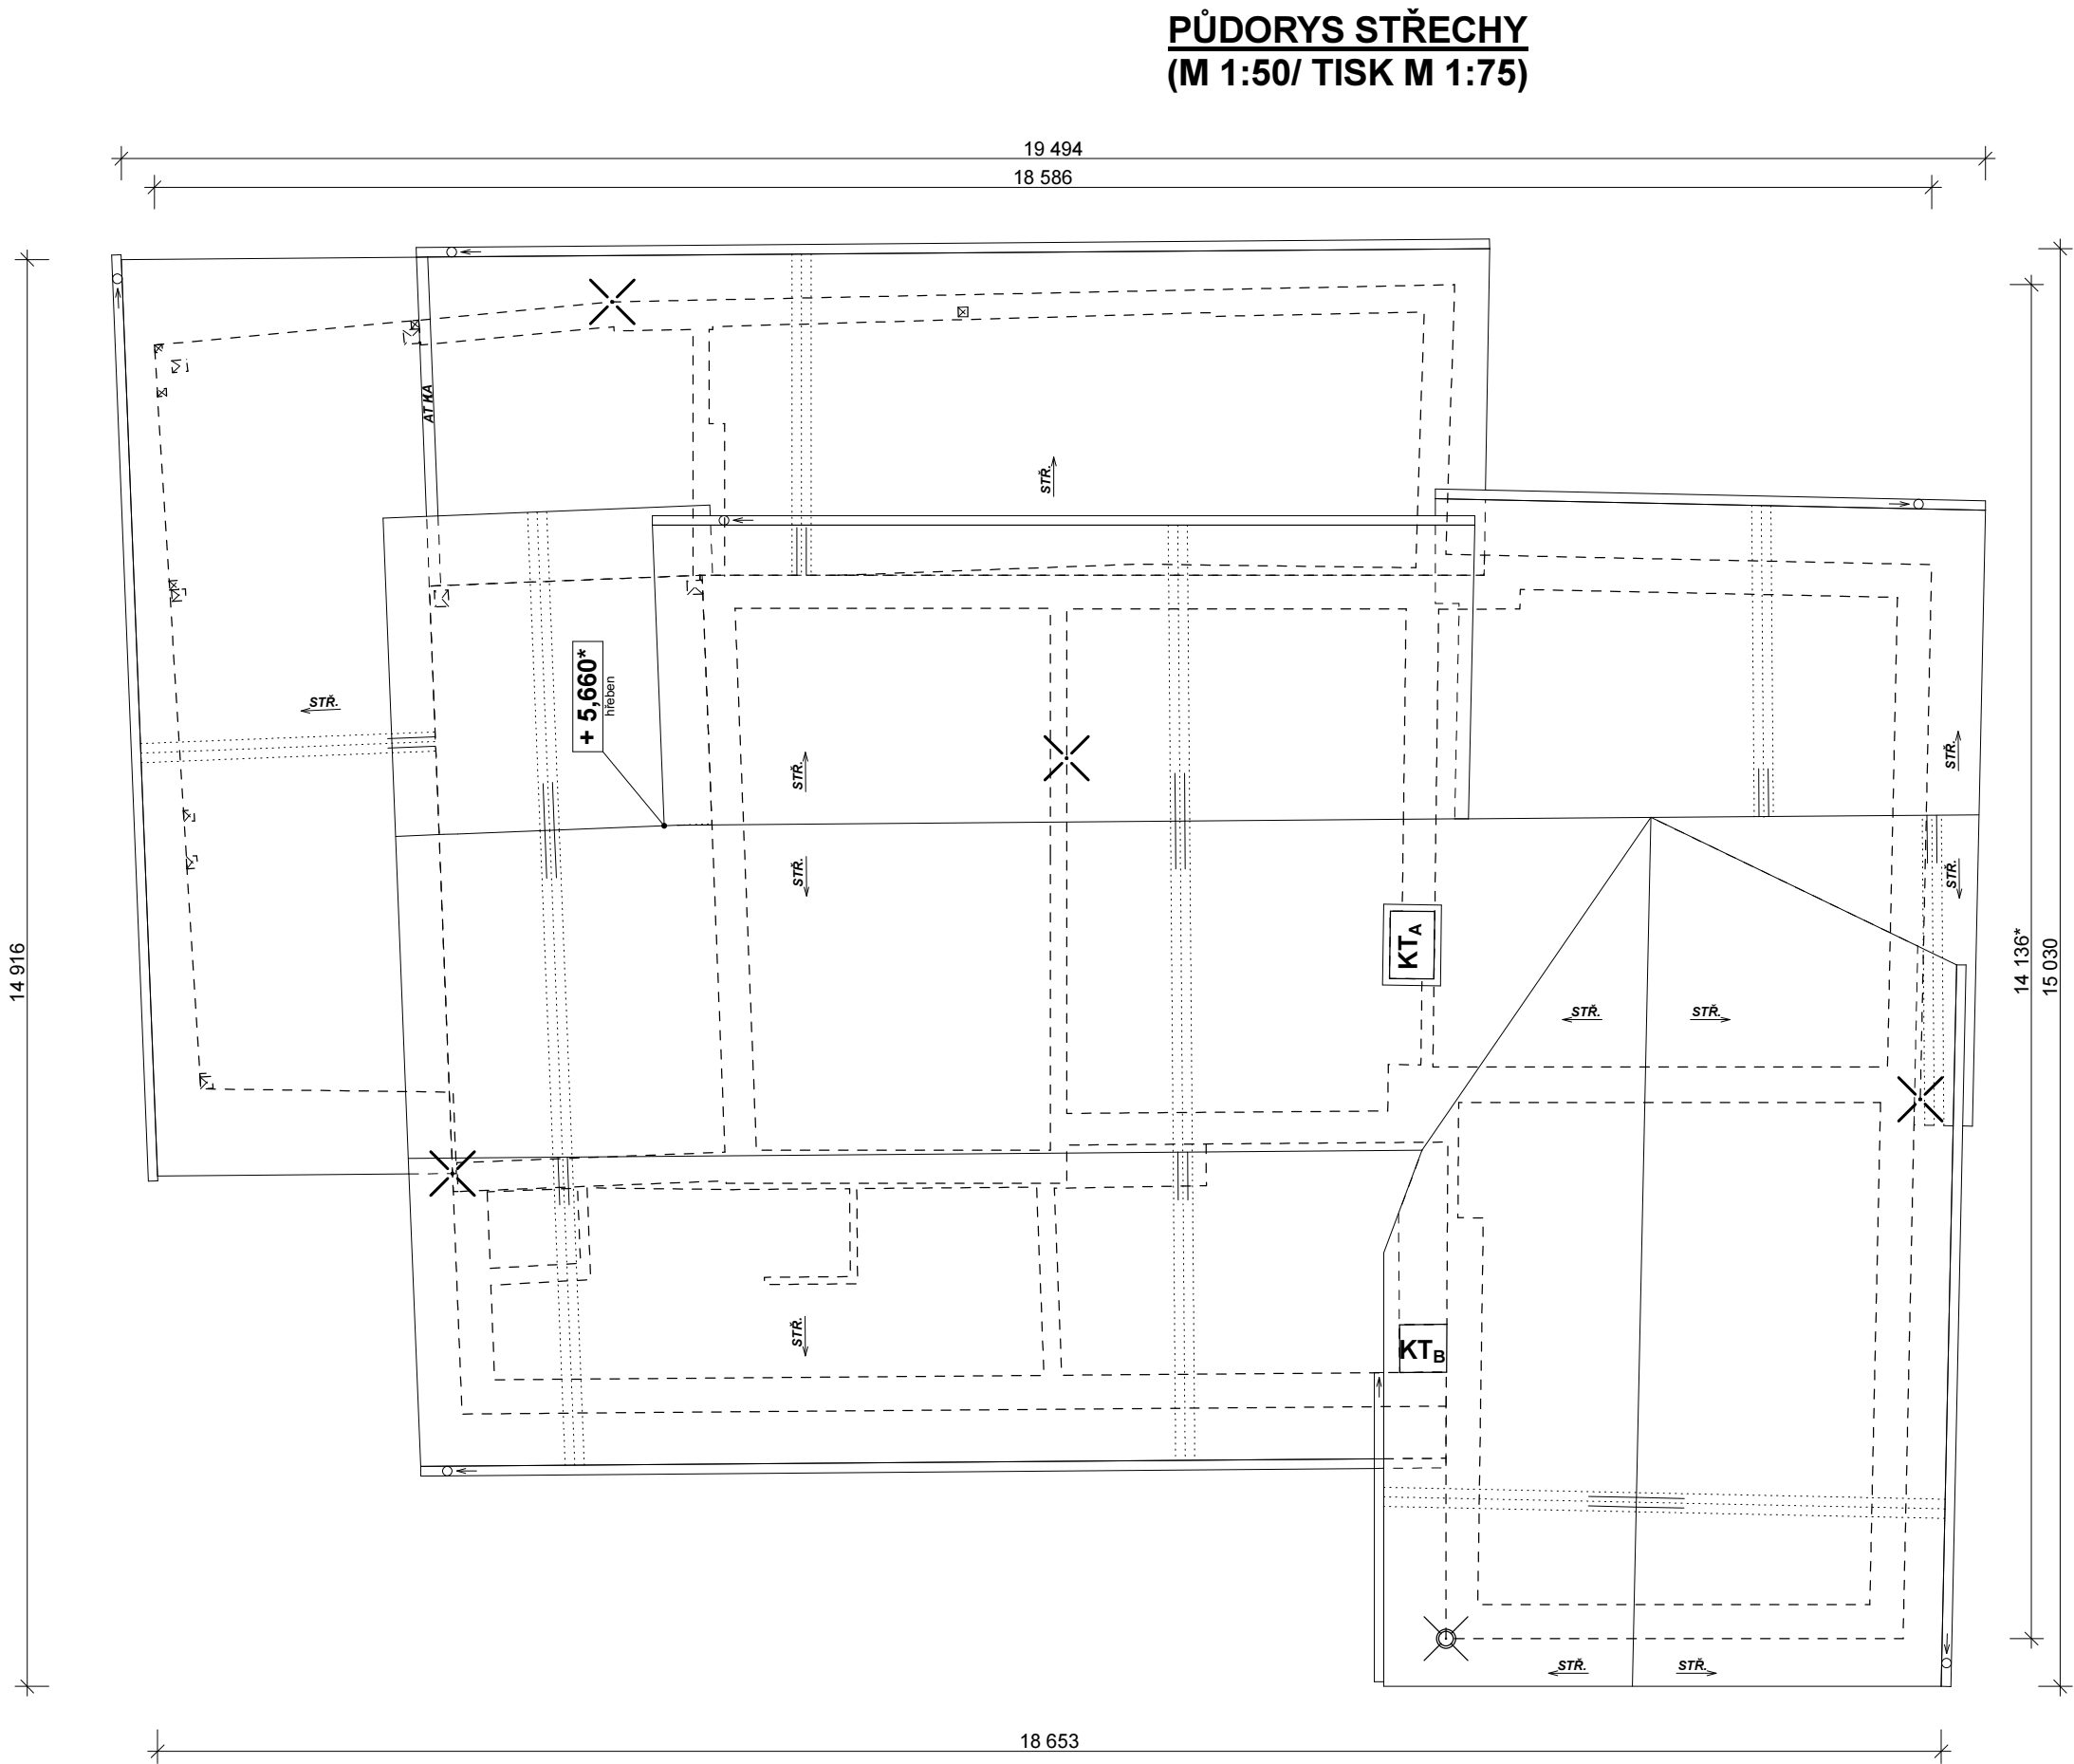 PŮDORYS STŘECHY
(M 1:50/ TISK M 1:75)
19 494
18 586
ATIKA
STŘ.
+ 5,660*
hřeben
STŘ.
STŘ.
STŘ.
STŘ.
STŘ.
KTA
14 916
14 136*
15 030
STŘ.
STŘ.
STŘ.
KTB
STŘ.
STŘ.
18 653